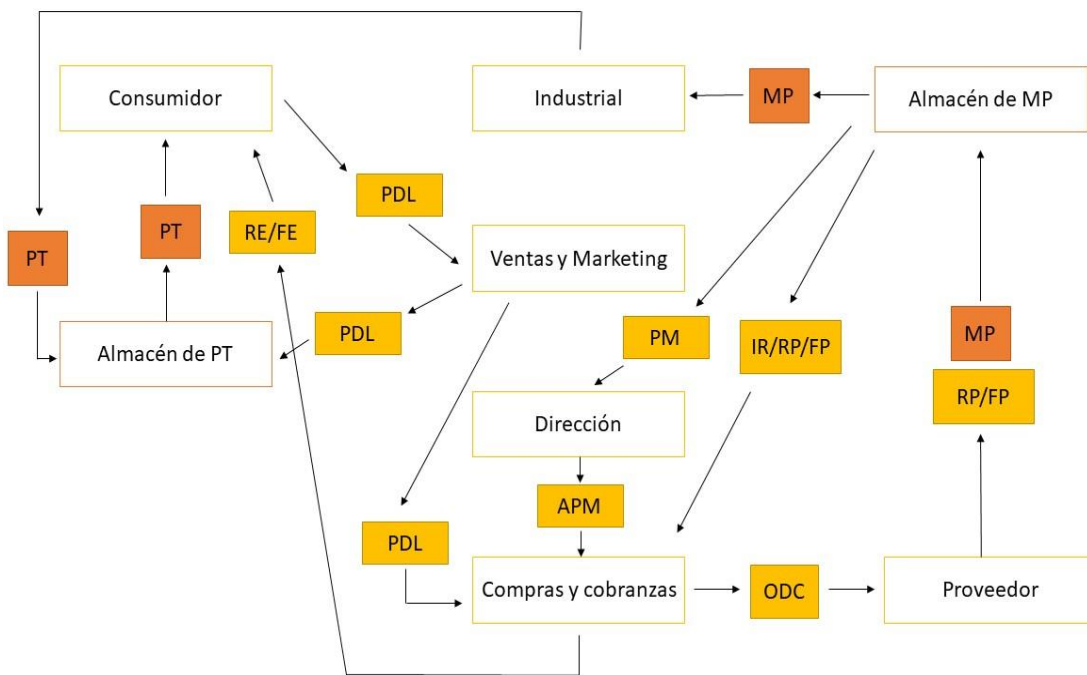 Consumidor
Industrial
MP
Almacén de MP
PDL
PT
RE/FE
PT
Ventas y Marketing
PDL
Almacén de PT
PM
IR/RP/FP
MP
RP/FP
Dirección
APM
PDL
Compras y cobranzas
ODC
Proveedor